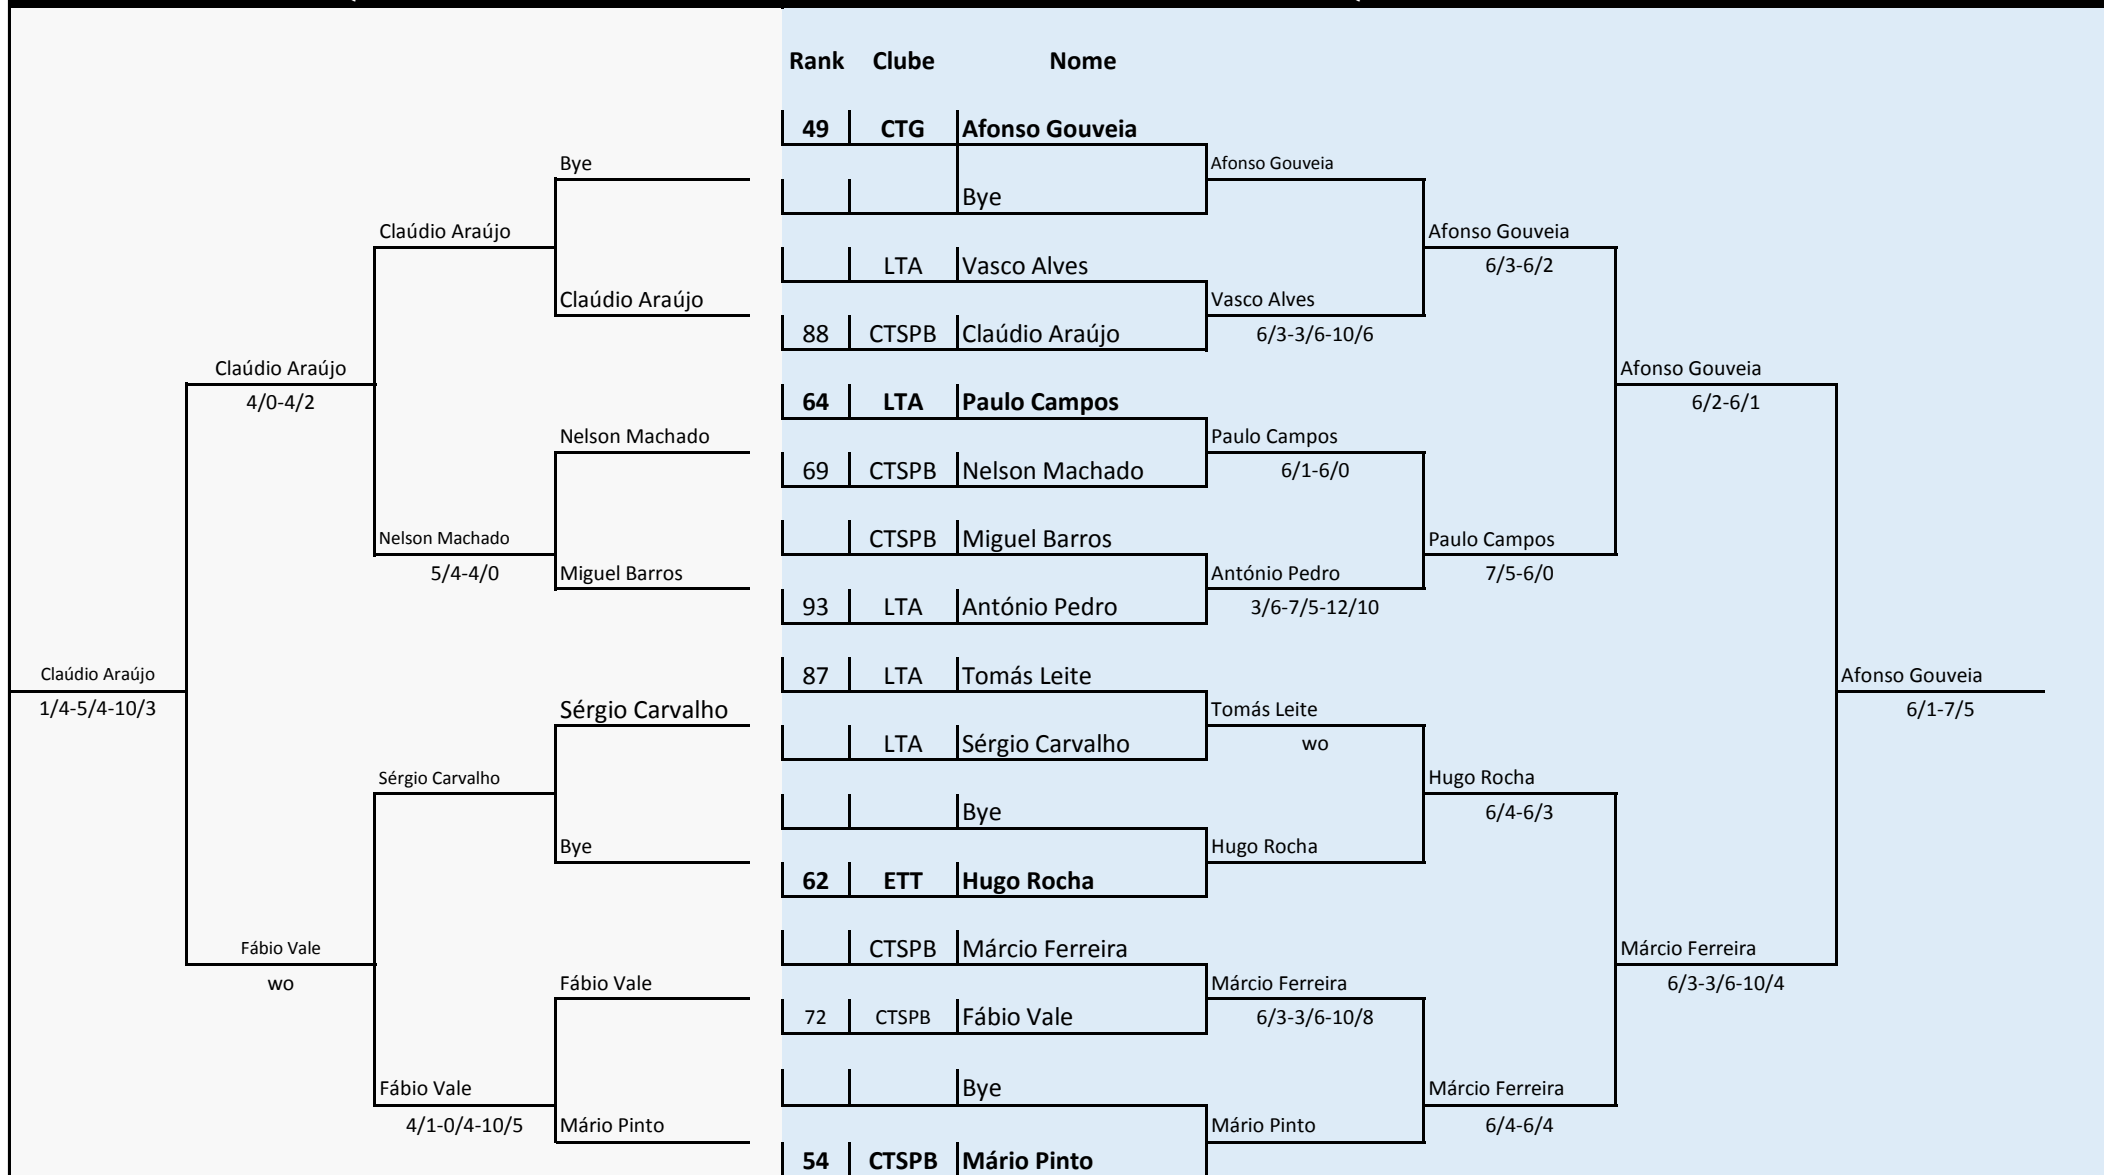 Rank Clube Nome
49 CTG Afonso Gouveia
Bye Afonso Gouveia
Bye
Claúdio Araújo Afonso Gouveia
LTA Vasco Alves 6/3-6/2
Claúdio Araújo Vasco Alves
88 CTSPB Claúdio Araújo 6/3-3/6-10/6
Claúdio Araújo Afonso Gouveia
4/0-4/2 64 LTA Paulo Campos 6/2-6/1
Nelson Machado Paulo Campos
69 CTSPB Nelson Machado 6/1-6/0
Nelson Machado CTSPB Miguel Barros Paulo Campos
5/4-4/0 Miguel Barros António Pedro 7/5-6/0
93 LTA António Pedro 3/6-7/5-12/10
Claúdio Araújo 87 LTA Tomás Leite Afonso Gouveia
1/4-5/4-10/3 Sérgio Carvalho Tomás Leite 6/1-7/5
LTA Sérgio Carvalho wo
Sérgio Carvalho Hugo Rocha
Bye 6/4-6/3
Bye Hugo Rocha
62 ETT Hugo Rocha
Fábio Vale CTSPB Márcio Ferreira Márcio Ferreira
wo Fábio Vale Márcio Ferreira 6/3-3/6-10/4
72 CTSPB Fábio Vale 6/3-3/6-10/8
Fábio Vale Bye Márcio Ferreira
4/1-0/4-10/5 Mário Pinto Mário Pinto 6/4-6/4
54 CTSPB Mário Pinto